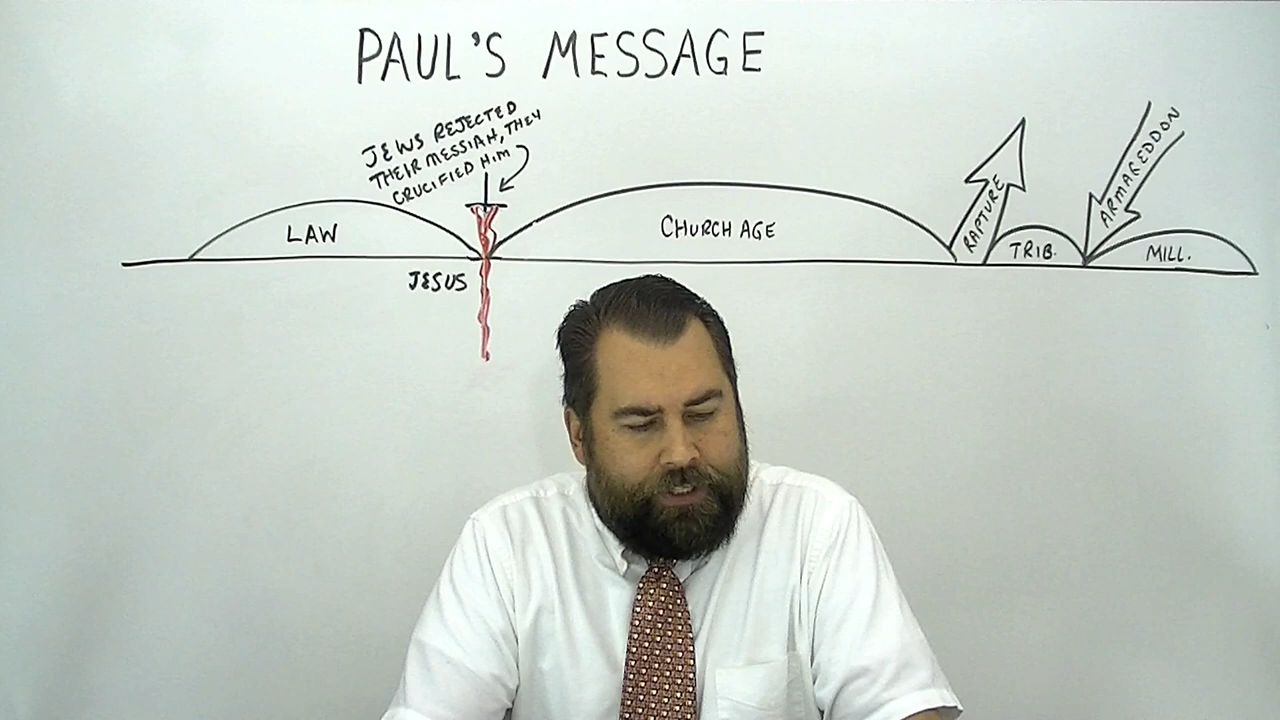 PAUL'S MESSAGE
JEWS REJECTED
THEIR MESSIAH, THEY
CRUCIFIED HIM
LAW
JESUS
CHURCH AGE
RAPTURE
TRIB.
ARMAGEDDON
MILL.